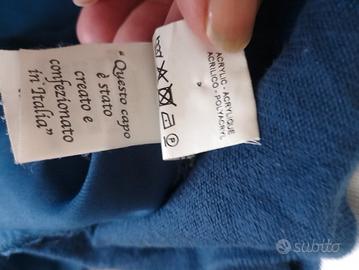 "Questo capo
è stato
creato e
confezionato
in Italia"
ACRYLIC - ACRYLIQUE
ACRILICO - POLYACRYL
P
subito